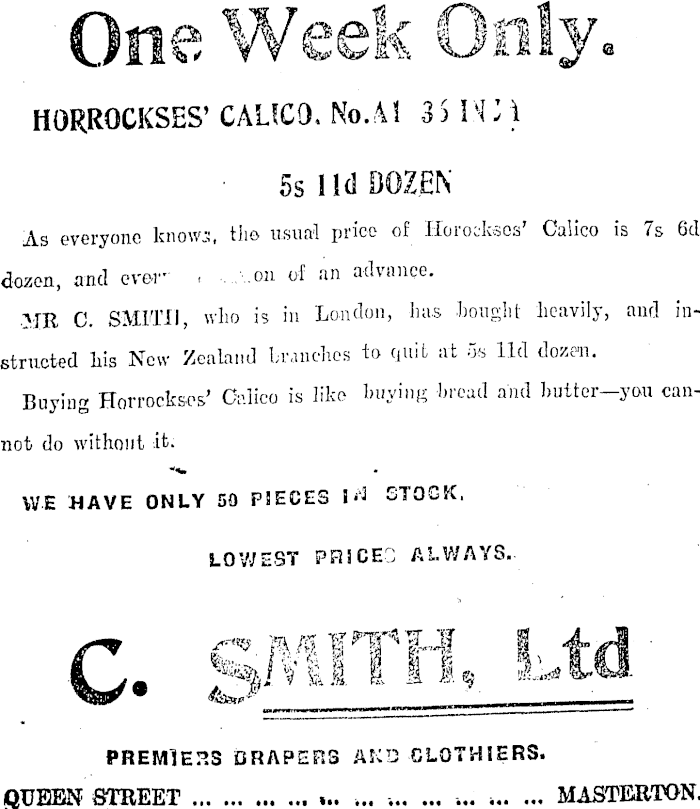 One Week Only.
HORROCKSES' CALICO. No. A1 36 IN
5s 11d DOZEN
As everyone knows, the usual price of Horockses' Calico is 7s 6d
dozen, and of an advance.
MR C. SMITH, who is in London, has bought heavily, and in-
structed his New Zealand branches to quit at 5s 11d dozen.
Buying Horrockses' Calico is like buying bread and butter—you can-
not do without it.
WE HAVE ONLY 50 PIECES IN STOCK.
LOWEST PRICES ALWAYS.
C. SMITH, Ltd
PREMIERS DRAPERS AND CLOTHIERS.
QUEEN STREET ... ... ... ... ... ... ... ... ... ... ... MASTERTON.